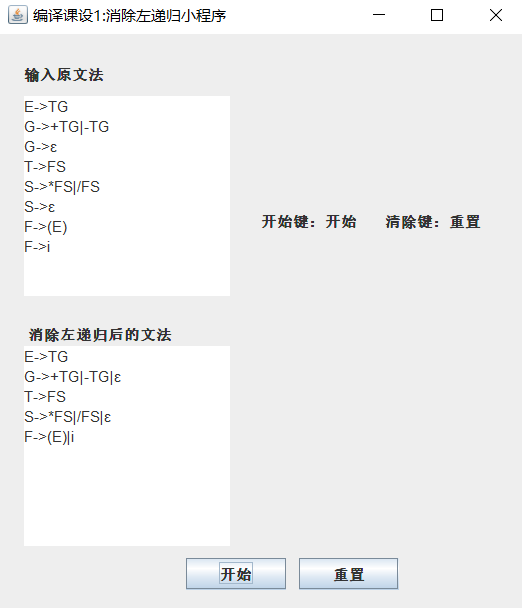 编译课设1:消除左递归小程序
输入原文法
E->TG
G->+TG|-TG
G->ε
T->FS
S->*FS|/FS
S->ε
F->(E)
F->i
开始键：开始 清除键：重置
消除左递归后的文法
E->TG
G->+TG|-TG|ε
T->FS
S->*FS|/FS|ε
F->(E)|i
开始 重置